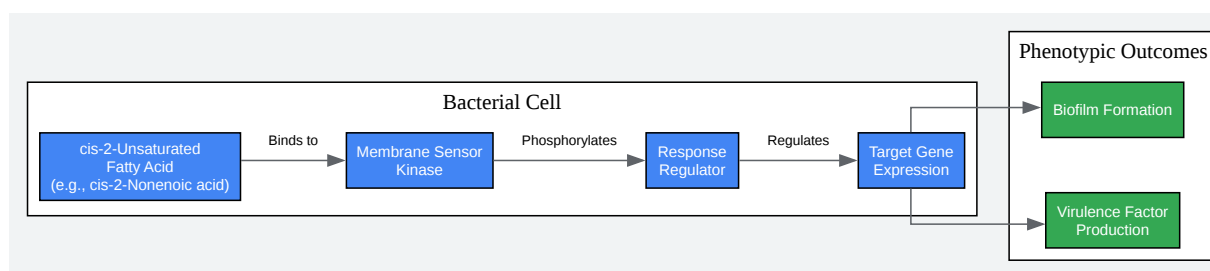 Phenotypic Outcomes
Bacterial Cell
cis-2-Unsaturated
Fatty Acid
(e.g., cis-2-Nonenoic acid)
Binds to
Membrane Sensor
Kinase
Phosphorylates
Response
Regulator
Regulates
Target Gene
Expression
Biofilm Formation
Virulence Factor
Production